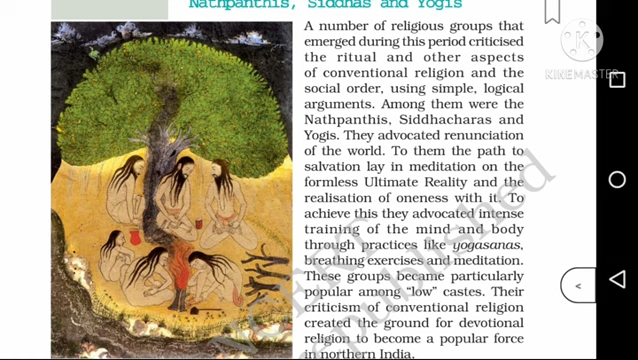 Nathpanthis, Siddhas and Yogis
A number of religious groups that
emerged during this period criticised
the ritual and other aspects
of conventional religion and the
social order, using simple, logical
arguments. Among them were the
Nathpanthis, Siddhacharas and
Yogis. They advocated renunciation
of the world. To them the path to
salvation lay in meditation on the
formless Ultimate Reality and the
realisation of oneness with it. To
achieve this they advocated intense
training of the mind and body
through practices like yogasanas,
breathing exercises and meditation.
These groups became particularly
popular among “low” castes. Their
criticism of conventional religion
created the ground for devotional
religion to become a popular force
in northern India.
KINEMASTER